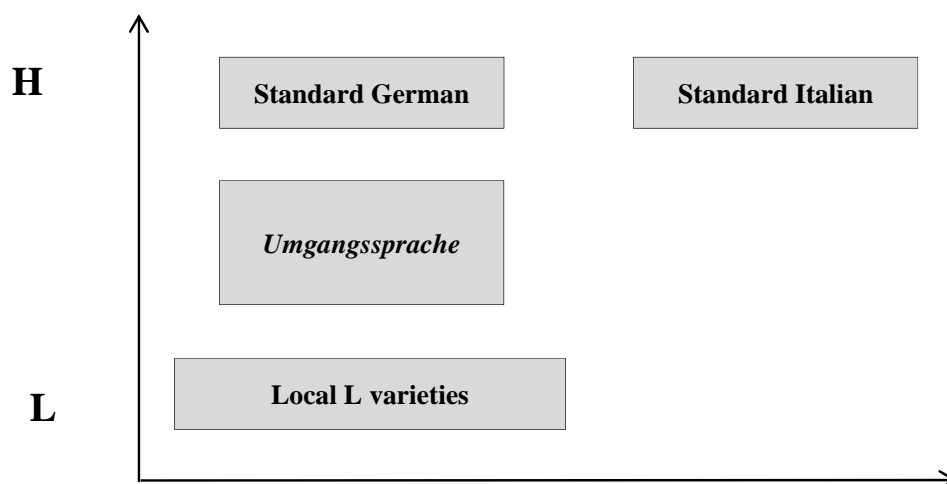 H
Standard German
Standard Italian
Umgangssprache
Local L varieties
L